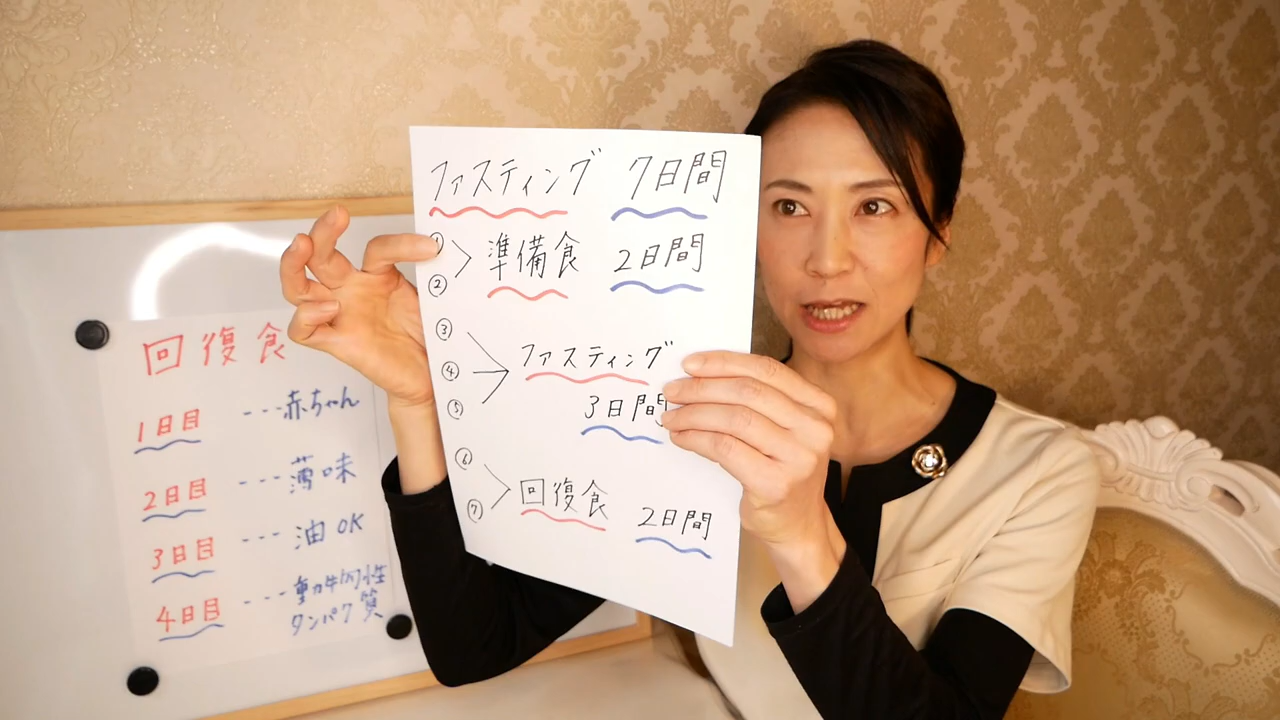 ファスティング 7日間
① 準備食 2日間
②
③
④ ファスティング
⑤ 3日間
⑥
⑦ 回復食 2日間
回復食
1日目 ---赤ちゃん
2日目 ---薄味
3日目 ---油OK
4日目 ---動物性
タンパク質